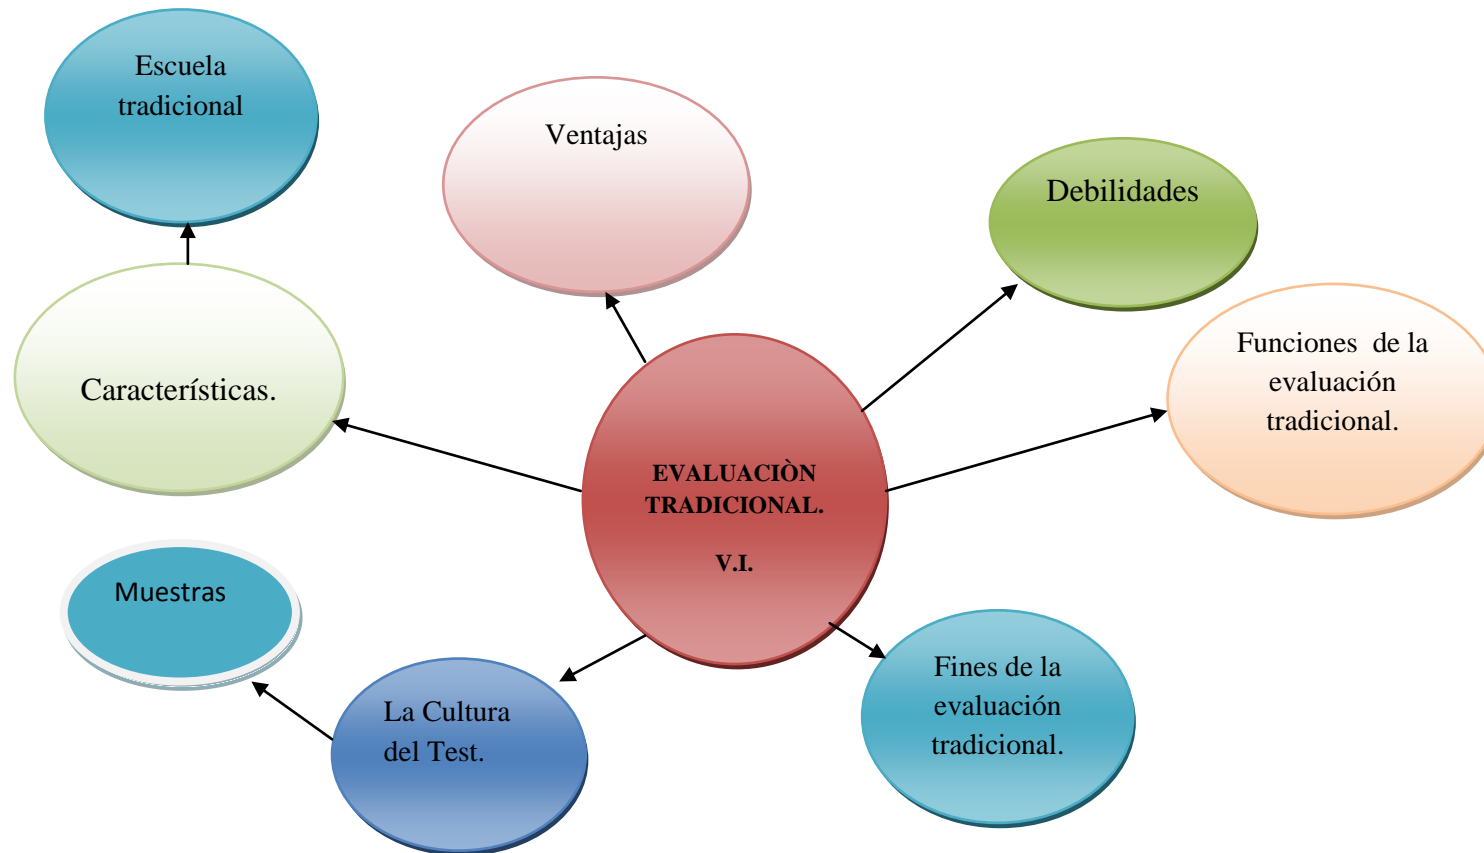 Escuela
tradicional
Ventajas
Debilidades
Funciones  de la
evaluación
tradicional.
Características.
EVALUACIÒN
TRADICIONAL.
V.I.
Muestras
Fines de la
evaluación
tradicional.
La Cultura
del Test.